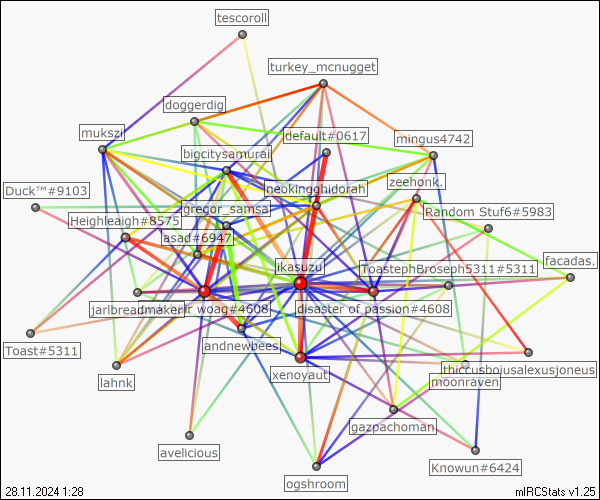 tescoroll
turkey_mcnugget
doggerdig
default#0617
mukszi
mingus4742
bigcitysamurai
zeehonk.
Duck™#9103
neokingghidorah
gregor_samsa
Random Stuf6#5983
Heighleaigh#8575
asad#6947
ikasuzu
ToastephBroseph5311#5311
facadas.
jarlbreadmaker
woag#4608
disaster of passion#4608
Toast#5311
andnewbees
xenoyaut
thiccusboiusalexusjoneus
moonraven
lahnk
gazpachoman
avelicious
Knowun#6424
ogshroom
28.11.2024 1:28
mIRCStats v1.25